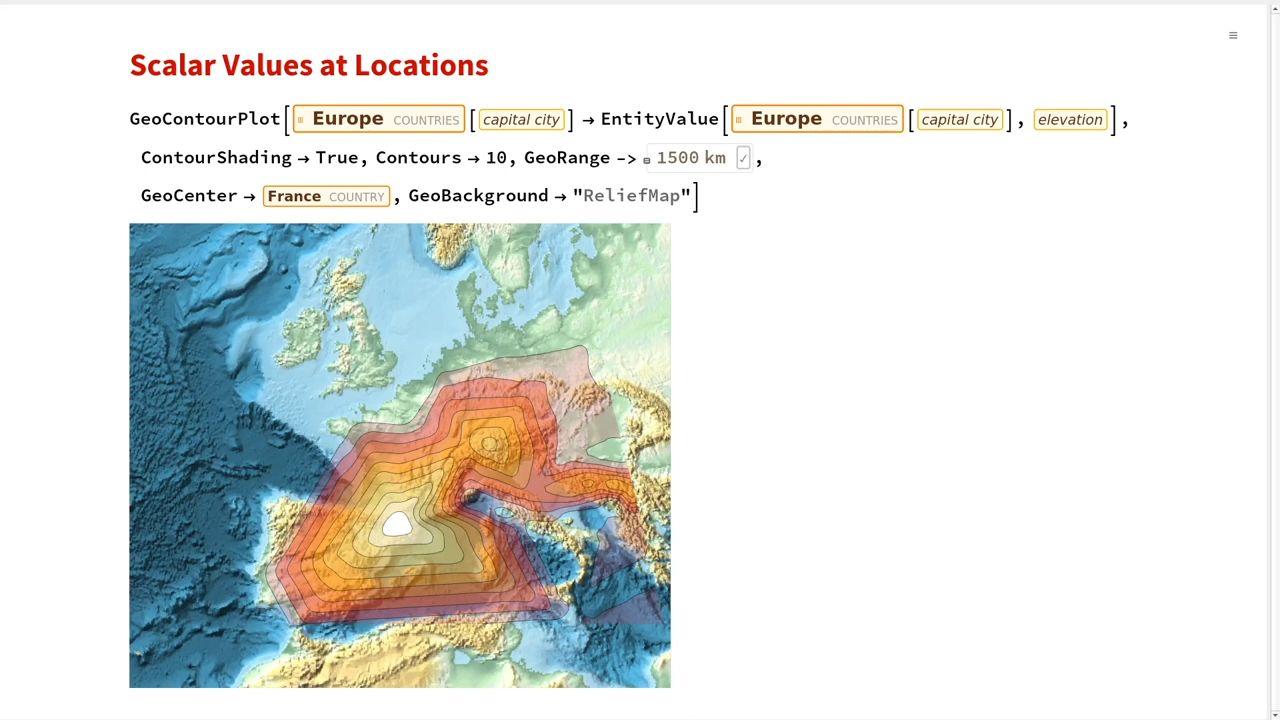 Scalar Values at Locations
GeoContourPlot[Europe COUNTRIES[capital city] → EntityValue[Europe COUNTRIES[capital city], elevation],
ContourShading → True, Contours → 10, GeoRange -> 1500 km ✓,
GeoCenter → France COUNTRY, GeoBackground → "ReliefMap"]